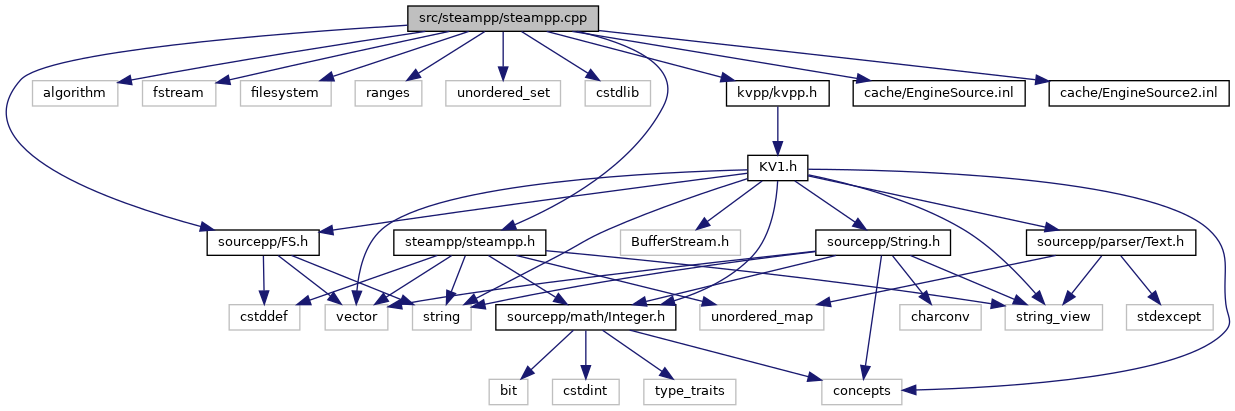 src/steampp/steampp.cpp
algorithm
fstream
filesystem
ranges
unordered_set
cstdlib
kvpp/kvpp.h
cache/EngineSource.inl
cache/EngineSource2.inl
KV1.h
sourcepp/FS.h
steampp/steampp.h
BufferStream.h
sourcepp/String.h
sourcepp/parser/Text.h
cstddef
vector
string
sourcepp/math/Integer.h
unordered_map
charconv
string_view
stdexcept
bit
cstdint
type_traits
concepts